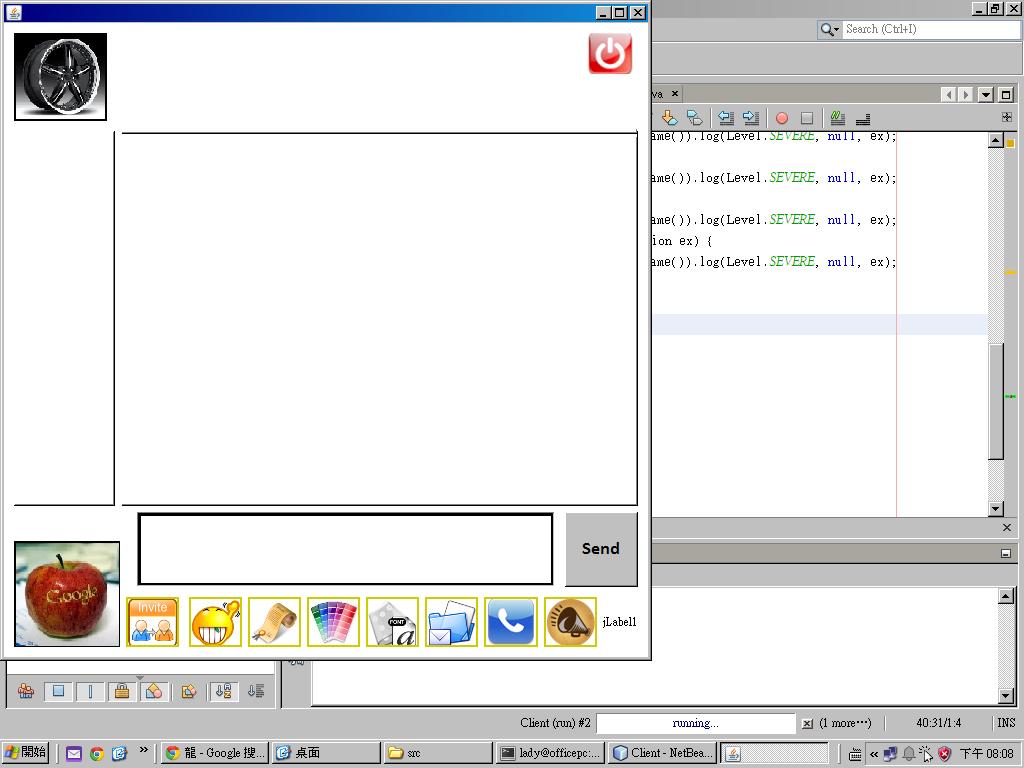 Search (Ctrl+I)
va
ame()).log(Level.SEVERE, null, ex);
ame()).log(Level.SEVERE, null, ex);
ame()).log(Level.SEVERE, null, ex);
ion ex) {
ame()).log(Level.SEVERE, null, ex);
Send
Google
Invite
FONT
a
jLabel1
Client (run) #2
running...
(1 more...)
40:31/1:4
INS
開始
»
龍 - Google 搜...
桌面
src
lady@officepc:...
Client - NetBea...
«
下午 08:08